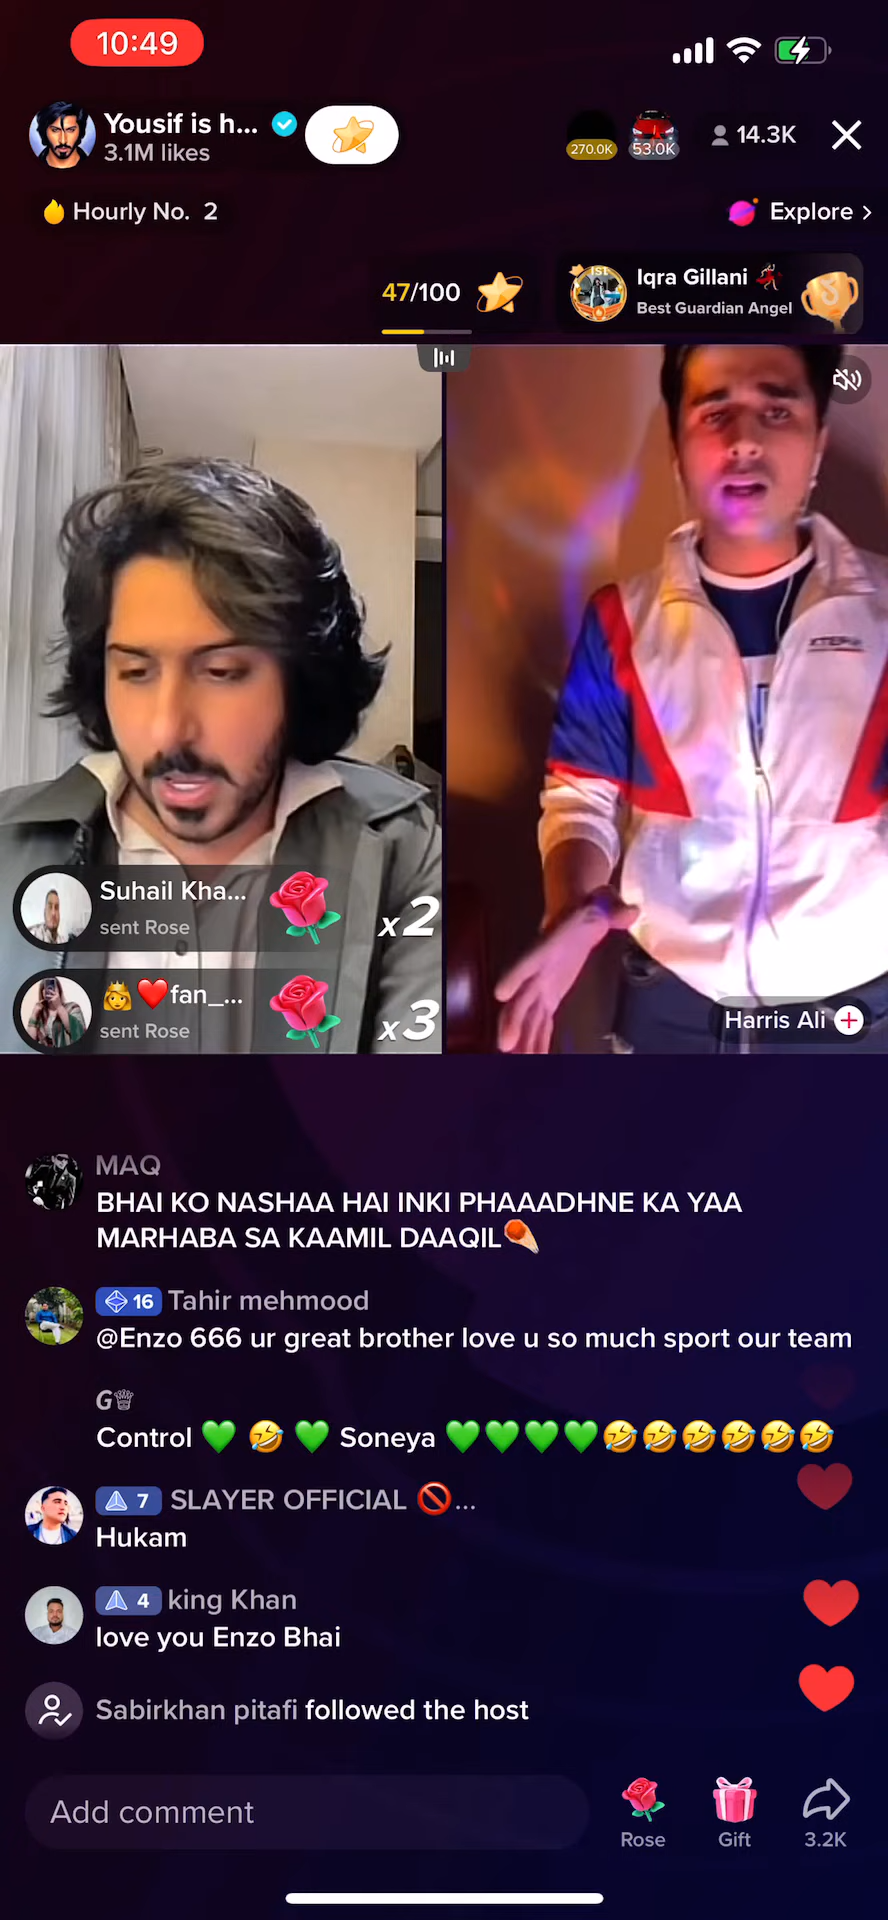 10:49
Yousif is h...
3.1M likes
270.0K
53.0K
14.3K
Hourly No. 2
Explore >
47/100
1ST
Iqra Gillani
Best Guardian Angel
Suhail Kha...
sent Rose
x2
👸❤️fan_...
sent Rose
x3
Harris Ali
MAQ
BHAI KO NASHAA HAI INKI PHAAADHNE KA YAA
MARHABA SA KAAMIL DAAQIL
16 Tahir mehmood
@Enzo 666 ur great brother love u so much sport our team
G♕
Control 💚 🤣 💚 Soneya 💚💚💚💚🤣🤣🤣🤣🤣🤣
7 SLAYER OFFICIAL 🚫...
Hukam
4 king Khan
love you Enzo Bhai
Sabirkhan pitafi followed the host
Add comment
Rose
Gift
3.2K